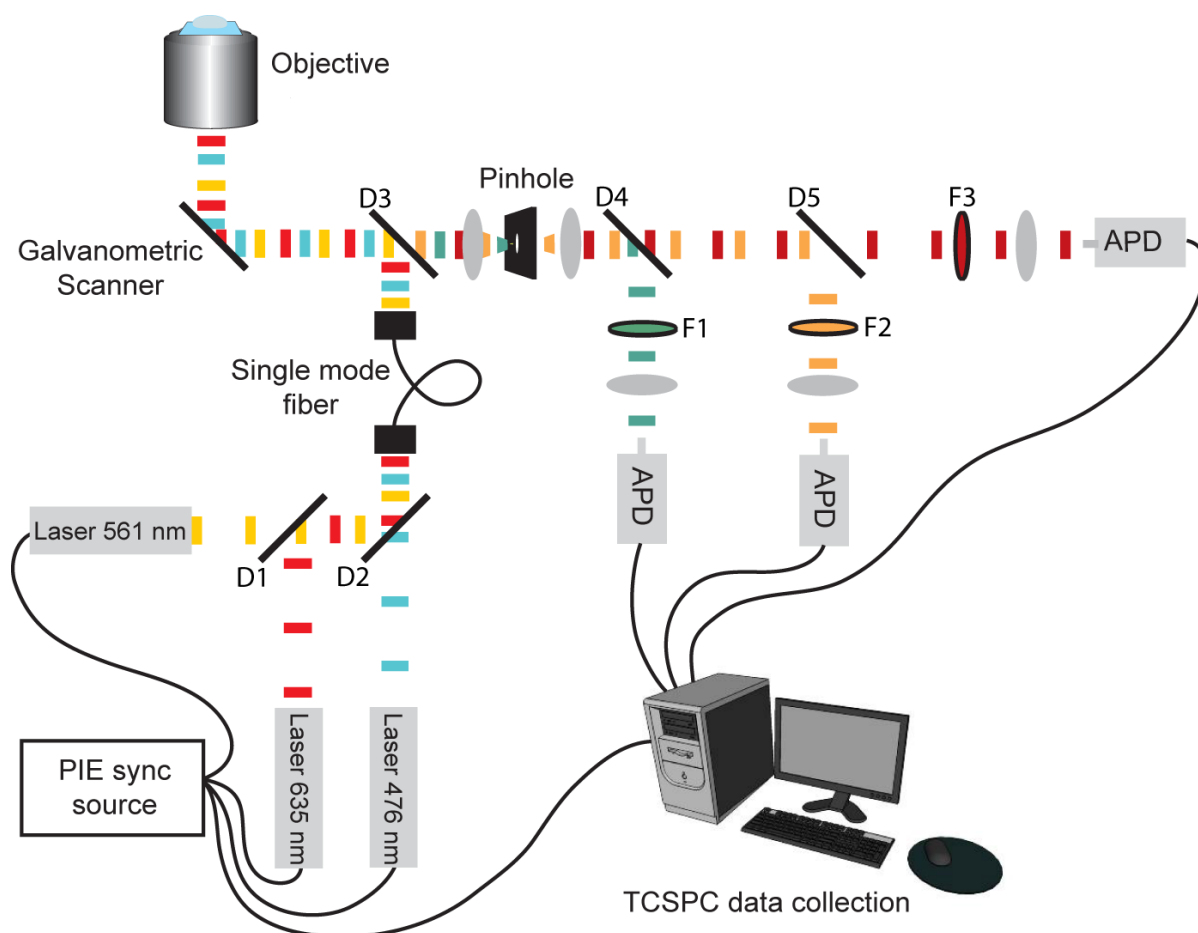 Objective
Pinhole
D3
D4
D5
F3
APD
Galvanometric
Scanner
F1
F2
Single mode
fiber
APD
APD
Laser 561 nm
D1
D2
Laser 635 nm
Laser 476 nm
PIE sync
source
TCSPC data collection